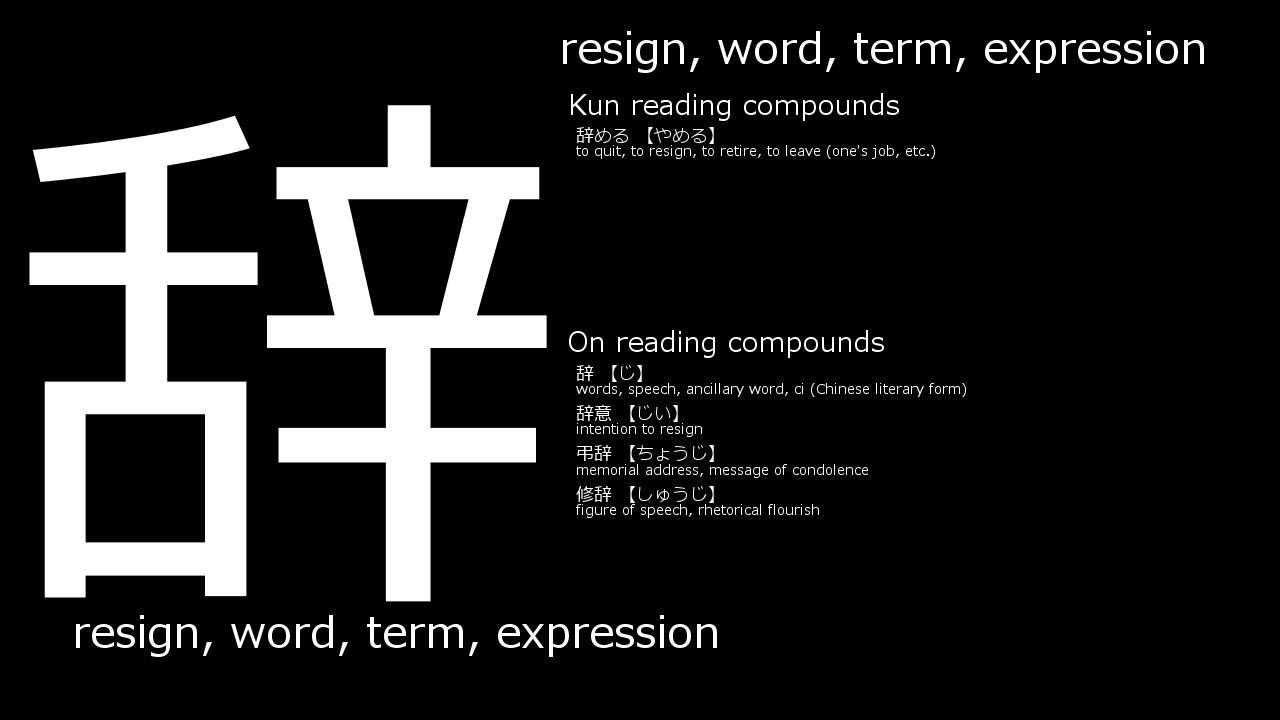 辞
resign, word, term, expression
resign, word, term, expression
Kun reading compounds
辞める 【やめる】
to quit, to resign, to retire, to leave (one's job, etc.)
On reading compounds
辞 【じ】
words, speech, ancillary word, ci (Chinese literary form)
辞意 【じい】
intention to resign
弔辞 【ちょうじ】
memorial address, message of condolence
修辞 【しゅうじ】
figure of speech, rhetorical flourish